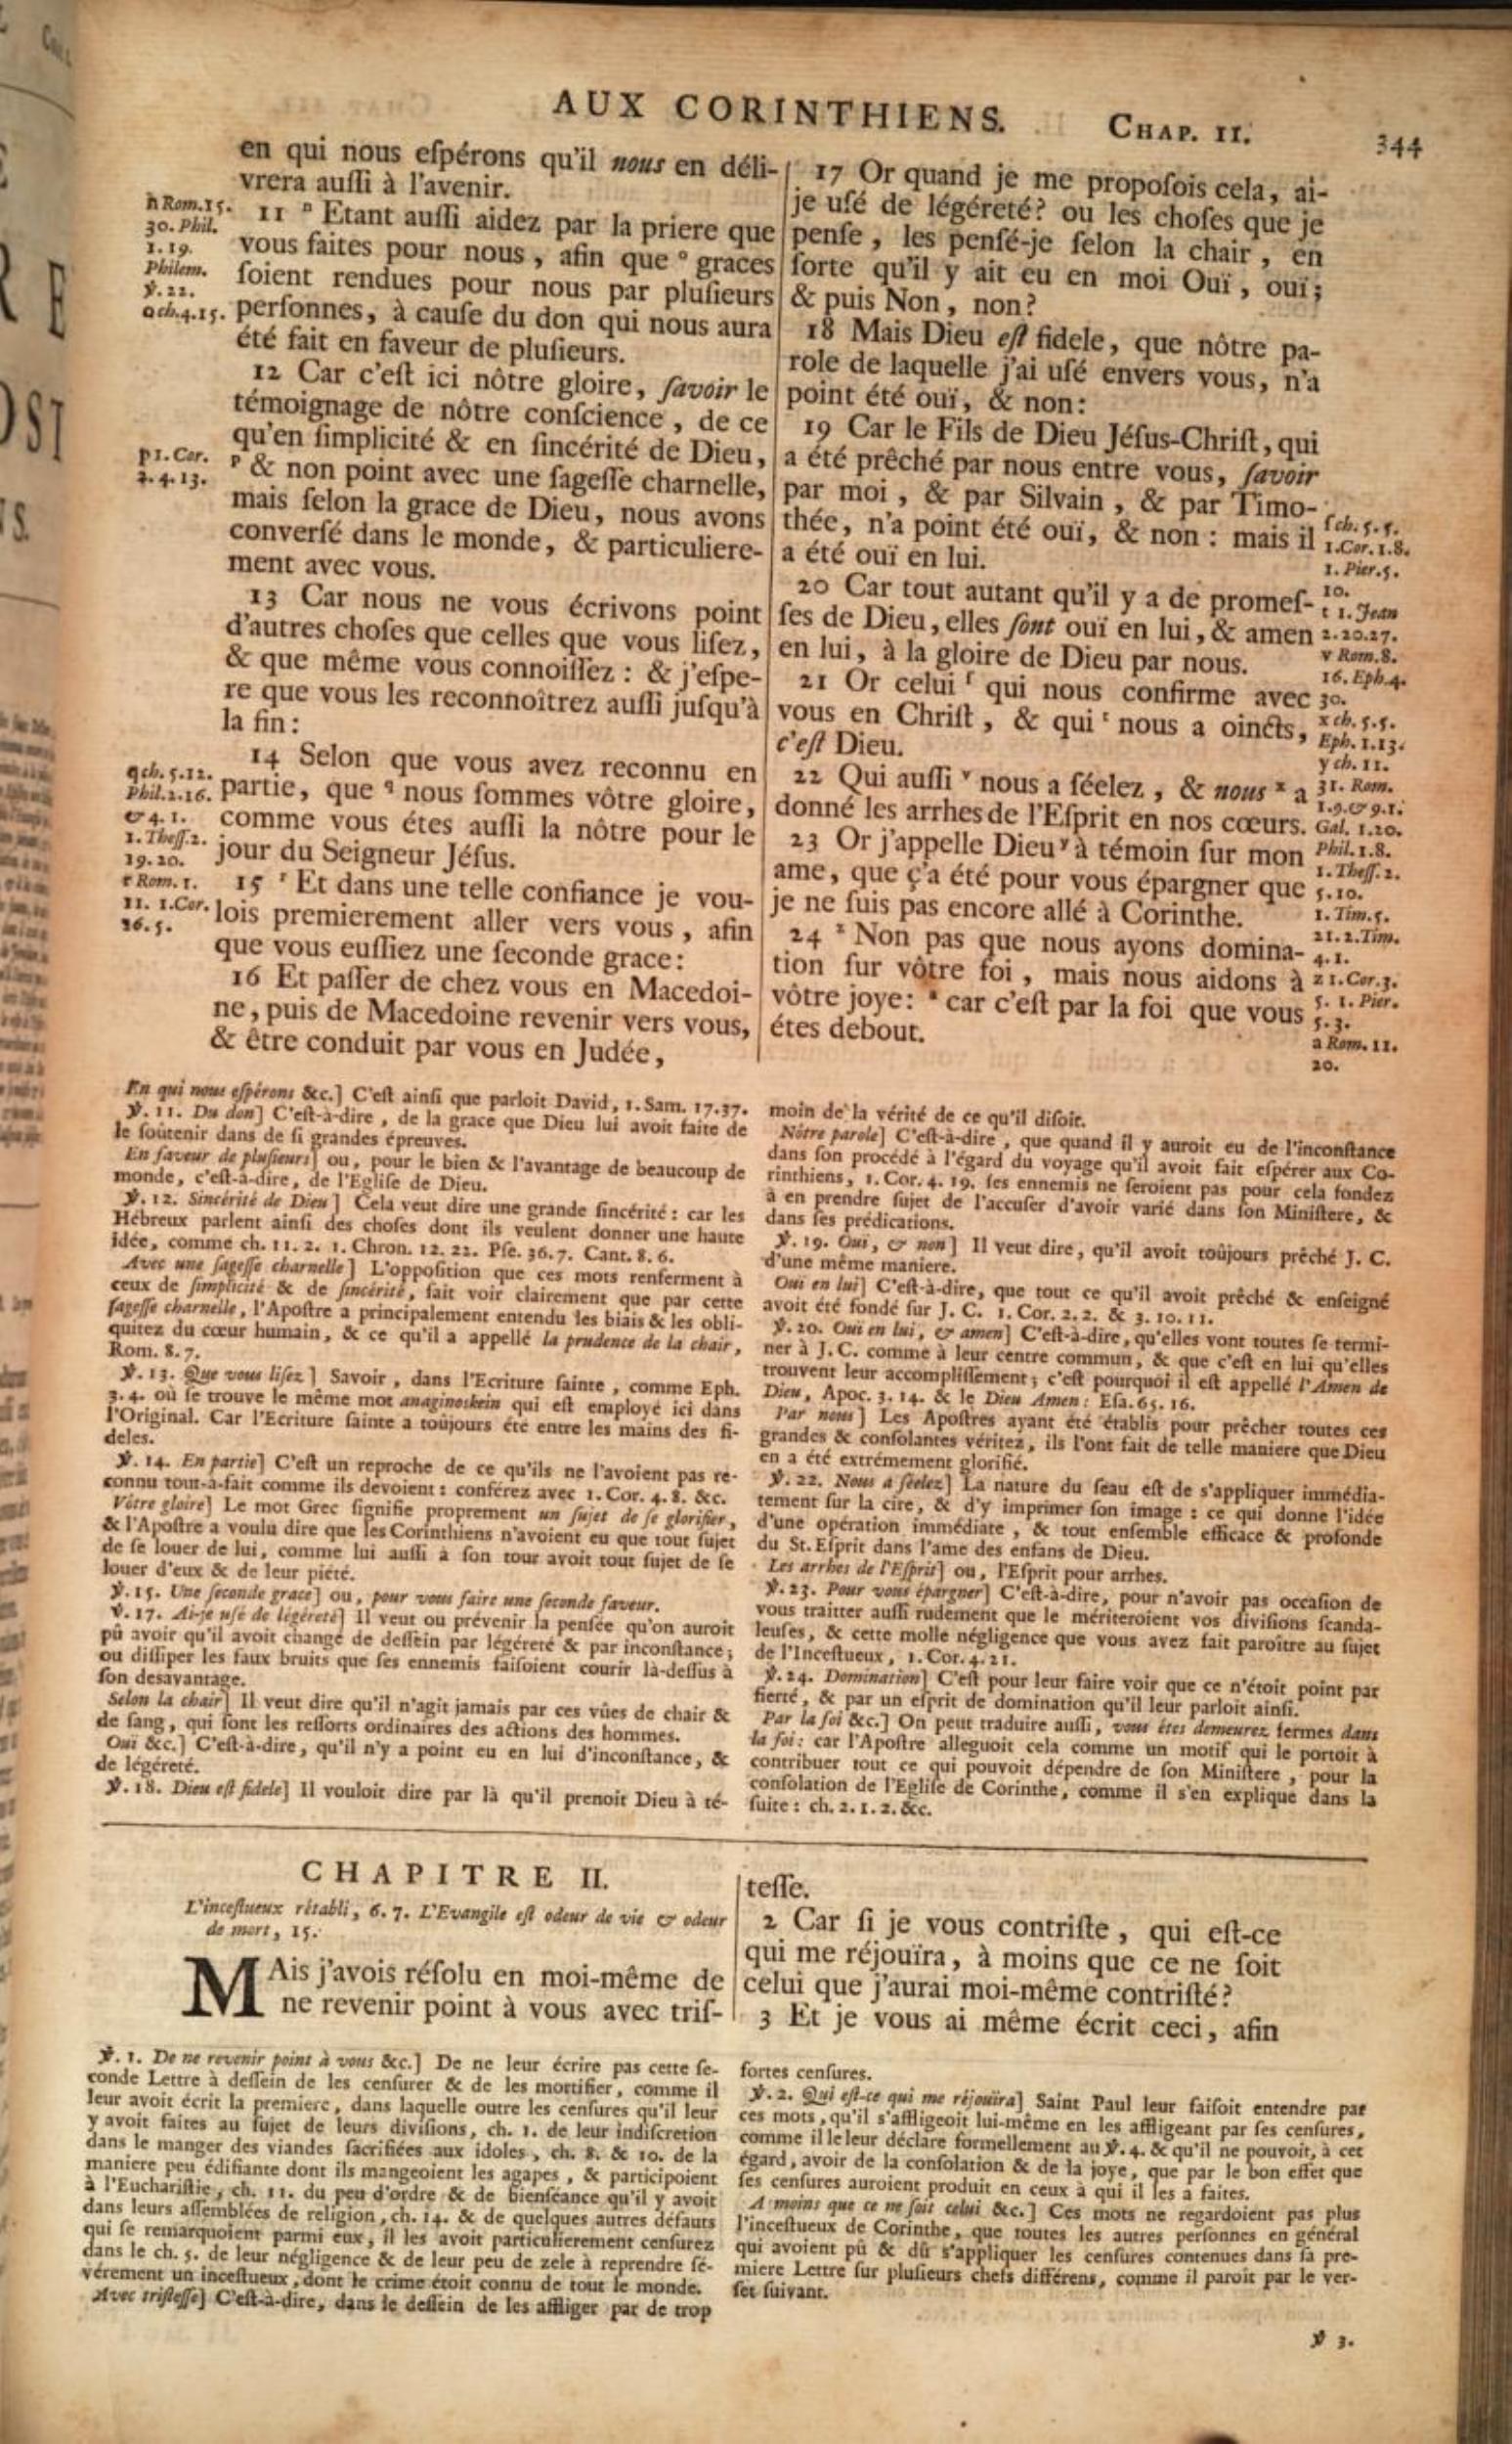 AUX CORINTHIENS. CHAP. II. 344
en qui nous eſpérons qu'il nous en déli-
vrera auſſi à l'avenir.
11 ⁿ Etant auſſi aidez par la priere que
vous faites pour nous, afin que ᵒ graces
ſoient rendues pour nous par pluſieurs
perſonnes, à cauſe du don qui nous aura
été fait en faveur de pluſieurs.
12 Car c'eſt ici nôtre gloire, ſavoir le
témoignage de nôtre conſcience, de ce
qu'en ſimplicité & en ſincérité de Dieu,
ᵖ & non point avec une ſageſſe charnelle,
mais ſelon la grace de Dieu, nous avons
converſé dans le monde, & particuliere-
ment avec vous.
13 Car nous ne vous écrivons point
d'autres choſes que celles que vous liſez,
& que même vous connoiſſez : & j'eſpe-
re que vous les reconnoîtrez auſſi juſqu'à
la fin :
14 Selon que vous avez reconnu en
partie, que ᑫ nous ſommes vôtre gloire,
comme vous étes auſſi la nôtre pour le
jour du Seigneur Jéſus.
15 ʳ Et dans une telle confiance je vou-
lois premierement aller vers vous, afin
que vous euſſiez une ſeconde grace :
16 Et paſſer de chez vous en Macedoi-
ne, puis de Macedoine revenir vers vous,
& être conduit par vous en Judée,
n Rom. 15.
30. Phil.
1. 19.
Philem.
℣. 22.
o ch. 4. 15.
p 1. Cor.
2. 4. 13.
q ch. 5. 12.
Phil. 2. 16.
& 4. 1.
1. Theſſ. 2.
19. 20.
r Rom. 1.
11. 1. Cor.
16. 5.
17 Or quand je me propoſois cela, ai-
je uſé de légéreté? ou les choſes que je
penſe, les penſé-je ſelon la chair, en
ſorte qu'il y ait eu en moi Ouï, ouï;
& puis Non, non?
18 Mais Dieu eſt fidele, que nôtre pa-
role de laquelle j'ai uſé envers vous, n'a
point été ouï, & non :
19 Car le Fils de Dieu Jéſus-Chriſt, qui
a été prêché par nous entre vous, ſavoir
par moi, & par Silvain, & par Timo-
thée, n'a point été ouï, & non : mais il
a été ouï en lui.
20 Car tout autant qu'il y a de promeſ-
ſes de Dieu, elles ſont ouï en lui, & amen
en lui, à la gloire de Dieu par nous.
21 Or celui ſ qui nous confirme avec
vous en Chriſt, & qui ᵗ nous a oincts,
c'eſt Dieu.
22 Qui auſſi ᵛ nous a ſéelez, & nous ˣ a
donné les arrhes de l'Eſprit en nos cœurs.
23 Or j'appelle Dieu ʸ à témoin ſur mon
ame, que ç'a été pour vous épargner que
je ne ſuis pas encore allé à Corinthe.
24 ᶻ Non pas que nous ayons domina-
tion ſur vôtre foi, mais nous aidons à
vôtre joye : ᵃ car c'eſt par la foi que vous
étes debout.
ſ ch. 5. 5.
1. Cor. 1. 8.
1. Pier. 5.
10.
t 1. Jean
2. 20. 27.
v Rom. 8.
16. Eph. 4.
30.
x ch. 5. 5.
Eph. 1. 13.
y ch. 11.
31. Rom.
1. 9. & 9. 1.
Gal. 1. 20.
Phil. 1. 8.
1. Theſſ. 2.
5. 10.
1. Tim. 5.
21. 2. Tim.
4. 1.
z 1. Cor. 3.
5. 1. Pier.
5. 3.
a Rom. 11.
20.
En qui nous eſpérons &c.] C'eſt ainſi que parloit David, 1. Sam. 17. 37.
℣. 11. Du don] C'eſt-à-dire, de la grace que Dieu lui avoit faite de
le ſoûtenir dans de ſi grandes épreuves.
En faveur de pluſieurs] ou, pour le bien & l'avantage de beaucoup de
monde, c'eſt-à-dire, de l'Egliſe de Dieu.
℣. 12. Sincérité de Dieu] Cela veut dire une grande ſincérité : car les
Hébreux parlent ainſi des choſes dont ils veulent donner une haute
idée, comme ch. 11. 2. 1. Chron. 12. 22. Pſe. 36. 7. Cant. 8. 6.
Avec une ſageſſe charnelle] L'oppoſition que ces mots renferment à
ceux de ſimplicité & de ſincérité, fait voir clairement que par cette
ſageſſe charnelle, l'Apoſtre a principalement entendu les biais & les obli-
quitez du cœur humain, & ce qu'il a appellé la prudence de la chair,
Rom. 8. 7.
℣. 13. Que vous liſez] Savoir, dans l'Ecriture ſainte, comme Eph.
3. 4. où ſe trouve le même mot anaginoskein qui eſt employé ici dans
l'Original. Car l'Ecriture ſainte a toûjours été entre les mains des fi-
deles.
℣. 14. En partie] C'eſt un reproche de ce qu'ils ne l'avoient pas re-
connu tout-à-fait comme ils devoient : conférez avec 1. Cor. 4. 8. &c.
Vôtre gloire] Le mot Grec ſignifie proprement un ſujet de ſe glorifier,
& l'Apoſtre a voulu dire que les Corinthiens n'avoient eu que tout ſujet
de ſe louer de lui, comme lui auſſi à ſon tour avoit tout ſujet de ſe
louer d'eux & de leur piété.
℣. 15. Une ſeconde grace] ou, pour vous faire une ſeconde faveur.
℣. 17. Ai-je uſé de légéreté] Il veut ou prévenir la penſée qu'on auroit
pû avoir qu'il avoit changé de deſſein par légéreté & par inconſtance;
ou diſſiper les faux bruits que ſes ennemis faiſoient courir là-deſſus à
ſon desavantage.
Selon la chair] Il veut dire qu'il n'agit jamais par ces vûes de chair &
de ſang, qui ſont les reſſorts ordinaires des actions des hommes.
Oui &c.] C'eſt-à-dire, qu'il n'y a point eu en lui d'inconſtance, &
de légéreté.
℣. 18. Dieu eſt fidele] Il vouloit dire par là qu'il prenoit Dieu à té-
moin de la vérité de ce qu'il diſoit.
Nôtre parole] C'eſt-à-dire, que quand il y auroit eu de l'inconſtance
dans ſon procédé à l'égard du voyage qu'il avoit fait eſpérer aux Co-
rinthiens, 1. Cor. 4. 19. ſes ennemis ne ſeroient pas pour cela fondez
à en prendre ſujet de l'accuſer d'avoir varié dans ſon Miniſtere, &
dans ſes prédications.
℣. 19. Oui, & non] Il veut dire, qu'il avoit toûjours prêché J. C.
d'une même maniere.
Oui en lui] C'eſt-à-dire, que tout ce qu'il avoit prêché & enſeigné
avoit été fondé ſur J. C. 1. Cor. 2. 2. & 3. 10. 11.
℣. 20. Oui en lui, & amen] C'eſt-à-dire, qu'elles vont toutes ſe termi-
ner à J. C. comme à leur centre commun, & que c'eſt en lui qu'elles
trouvent leur accompliſſement; c'eſt pourquoi il eſt appellé l'Amen de
Dieu, Apoc. 3. 14. & le Dieu Amen : Eſa. 65. 16.
Par nous] Les Apoſtres ayant été établis pour prêcher toutes ces
grandes & conſolantes véritez, ils l'ont fait de telle maniere que Dieu
en a été extrémement glorifié.
℣. 22. Nous a ſéelez] La nature du ſeau eſt de s'appliquer immédia-
tement ſur la cire, & d'y imprimer ſon image : ce qui donne l'idée
d'une opération immédiate, & tout enſemble efficace & profonde
du St. Eſprit dans l'ame des enfans de Dieu.
Les arrhes de l'Eſprit] ou, l'Eſprit pour arrhes.
℣. 23. Pour vous épargner] C'eſt-à-dire, pour n'avoir pas occaſion de
vous traitter auſſi rudement que le mériteroient vos diviſions ſcanda-
leuſes, & cette molle négligence que vous avez fait paroître au ſujet
de l'Inceſtueux, 1. Cor. 4. 21.
℣. 24. Domination] C'eſt pour leur faire voir que ce n'étoit point par
fierté, & par un eſprit de domination qu'il leur parloit ainſi.
Par la foi &c.] On peut traduire auſſi, vous étes demeurez fermes dans
la foi : car l'Apoſtre alleguoit cela comme un motif qui le portoit à
contribuer tout ce qui pouvoit dépendre de ſon Miniſtere, pour la
conſolation de l'Egliſe de Corinthe, comme il s'en explique dans la
ſuite : ch. 2. 1. 2. &c.
CHAPITRE II.
L'inceſtueux rétabli, 6. 7. L'Evangile eſt odeur de vie & odeur
de mort, 15.
MAis j'avois réſolu en moi-même de
ne revenir point à vous avec triſ-
teſſe.
2 Car ſi je vous contriſte, qui eſt-ce
qui me réjouïra, à moins que ce ne ſoit
celui que j'aurai moi-même contriſté?
3 Et je vous ai même écrit ceci, afin
℣. 1. De ne revenir point à vous &c.] De ne leur écrire pas cette ſe-
conde Lettre à deſſein de les cenſurer & de les mortifier, comme il
leur avoit écrit la premiere, dans laquelle outre les cenſures qu'il leur
y avoit faites au ſujet de leurs diviſions, ch. 1. de leur indiſcretion
dans le manger des viandes ſacrifiées aux idoles, ch. 8. & 10. de la
maniere peu édifiante dont ils mangeoient les agapes, & participoient
à l'Euchariſtie, ch. 11. du peu d'ordre & de bienſéance qu'il y avoit
dans leurs aſſemblées de religion, ch. 14. & de quelques autres défauts
qui ſe remarquoient parmi eux, il les avoit particulierement cenſurez
dans le ch. 5. de leur négligence & de leur peu de zele à reprendre ſé-
vérement un inceſtueux, dont le crime étoit connu de tout le monde.
Avec triſteſſe] C'eſt-à-dire, dans le deſſein de les affliger par de trop
fortes cenſures.
℣. 2. Qui eſt-ce qui me réjouïra] Saint Paul leur faiſoit entendre par
ces mots, qu'il s'affligeoit lui-même en les affligeant par ſes cenſures,
comme il le leur déclare formellement au ℣. 4. & qu'il ne pouvoit, à cet
égard, avoir de la conſolation & de la joye, que par le bon effet que
ſes cenſures auroient produit en ceux à qui il les a faites.
A moins que ce ne ſoit celui &c.] Ces mots ne regardoient pas plus
l'inceſtueux de Corinthe, que toutes les autres perſonnes en général
qui avoient pû & dû s'appliquer les cenſures contenues dans ſa pre-
miere Lettre ſur pluſieurs chefs différens, comme il paroit par le ver-
ſet ſuivant.
℣ 3.